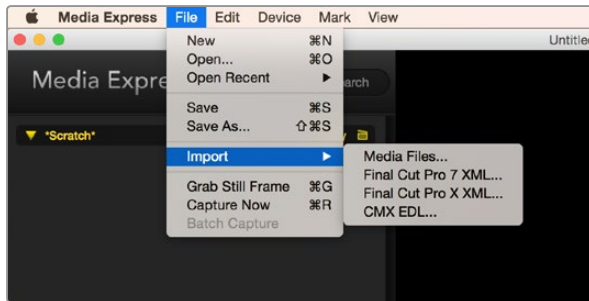 Media Express File Edit Device Mark View
Untitle
Media Expre
arch
*Scratch*
New ⌘N
Open... ⌘O
Open Recent ▶
Save ⌘S
Save As... ⇧⌘S
Import ▶
Grab Still Frame ⌘G
Capture Now ⌘R
Batch Capture
Media Files...
Final Cut Pro 7 XML...
Final Cut Pro X XML...
CMX EDL...